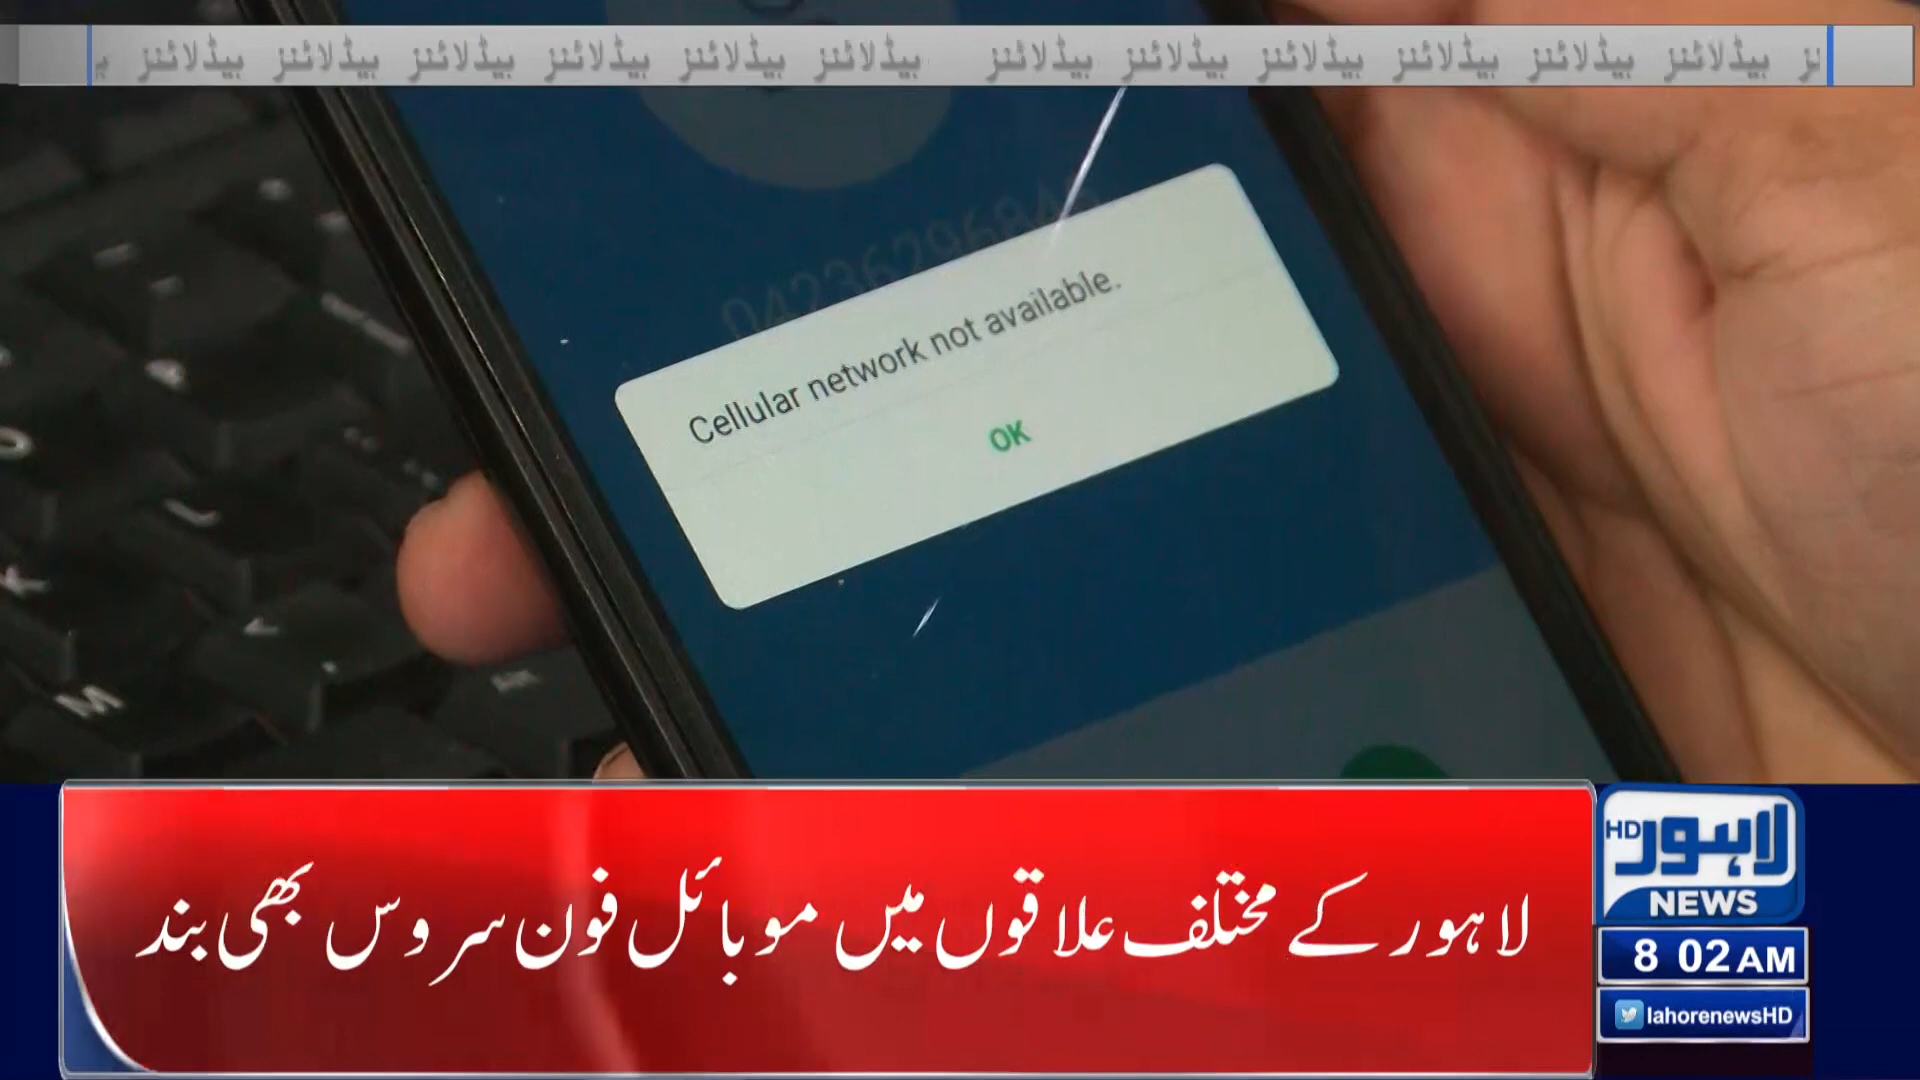 ہیڈلائنز ہیڈلائنز ہیڈلائنز ہیڈلائنز ہیڈلائنز ہیڈلائنز ہیڈلائنز ہیڈلائنز ہیڈلائنز ہیڈلائنز ہیڈلائنز ہیڈلائنز
Cellular network not available.
OK
M
K
لاہور کے مختلف علاقوں میں موبائل فون سروس بھی بند
لاہور HD
NEWS
8 02 AM
lahorenewsHD